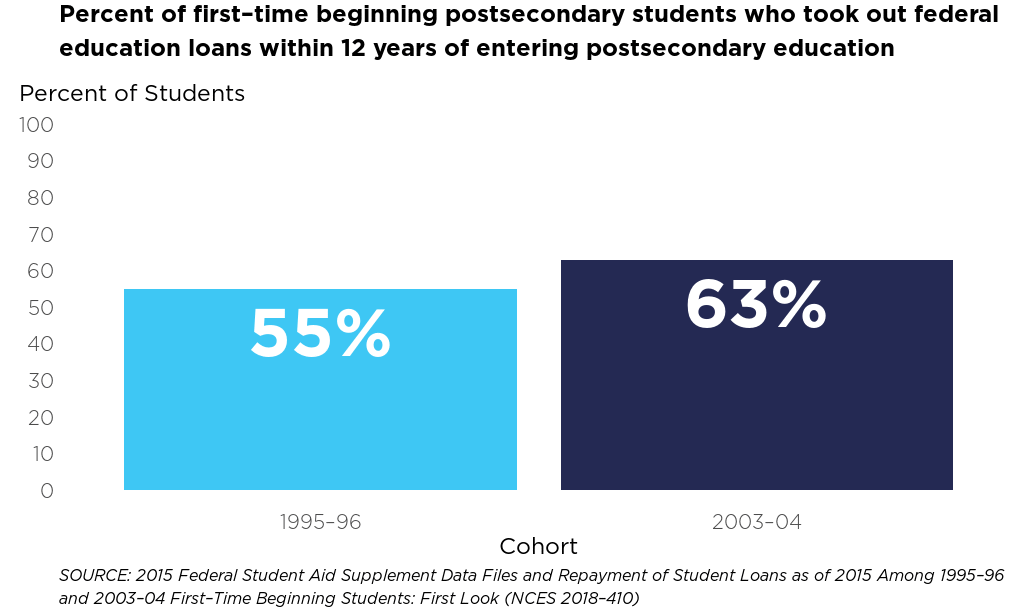 Percent of first–time beginning postsecondary students who took out federal
education loans within 12 years of entering postsecondary education
Percent of Students
100
90
80
70
60
50
40
30
20
10
0
55%
63%
1995–96
2003–04
Cohort
SOURCE: 2015 Federal Student Aid Supplement Data Files and Repayment of Student Loans as of 2015 Among 1995–96
and 2003–04 First–Time Beginning Students: First Look (NCES 2018–410)